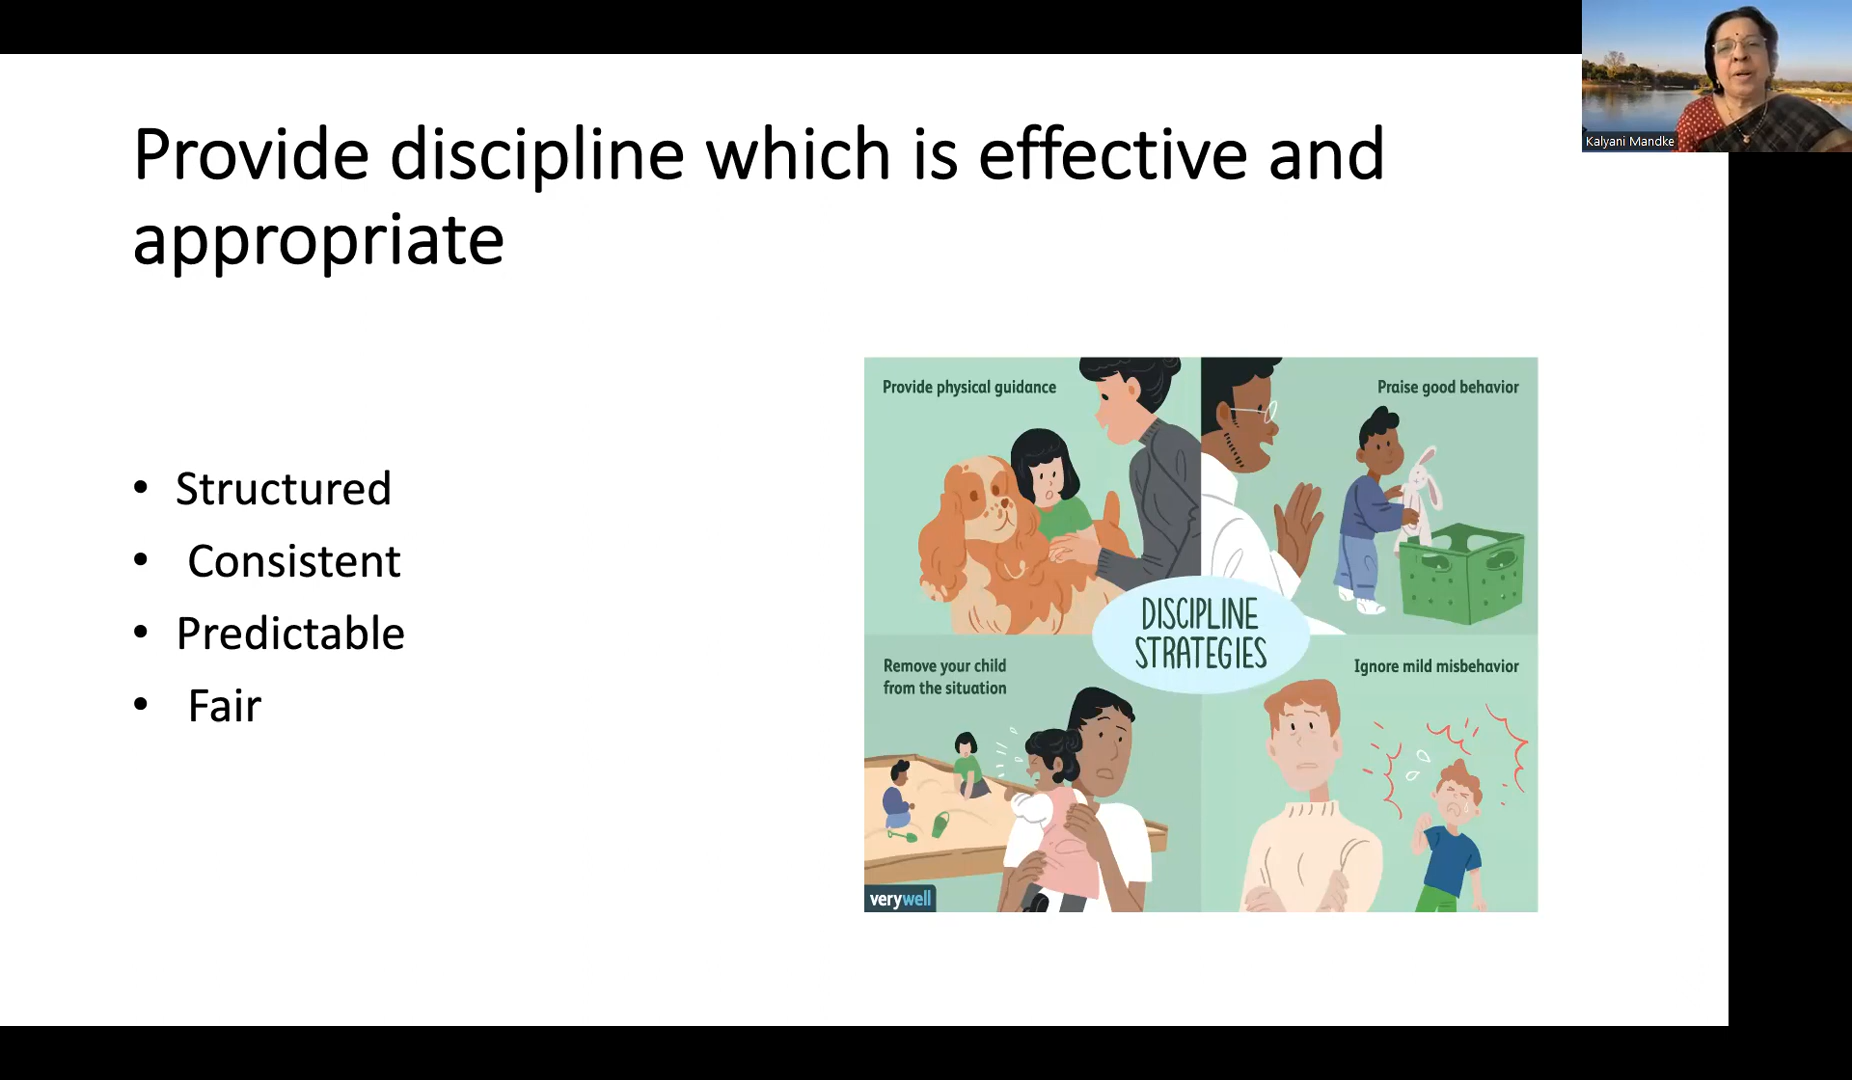 Provide discipline which is effective and
appropriate
• Structured
• Consistent
• Predictable
• Fair
Provide physical guidance
Praise good behavior
DISCIPLINE
STRATEGIES
Remove your child
from the situation
Ignore mild misbehavior
verywell
Kalyani Mandke